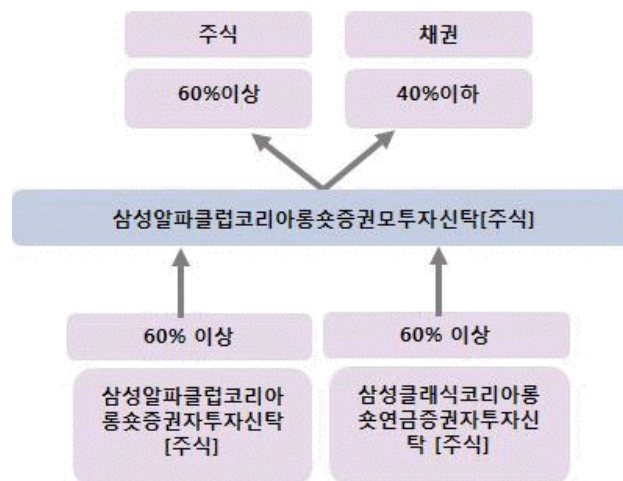 주식
채권
60%이상
40%이하
삼성알파클럽코리아롱숏증권모투자신탁[주식]
60% 이상
60% 이상
삼성알파클럽코리아
롱숏증권자투자신탁
[주식]
삼성클래식코리아롱
숏연금증권자투자신
탁 [주식]